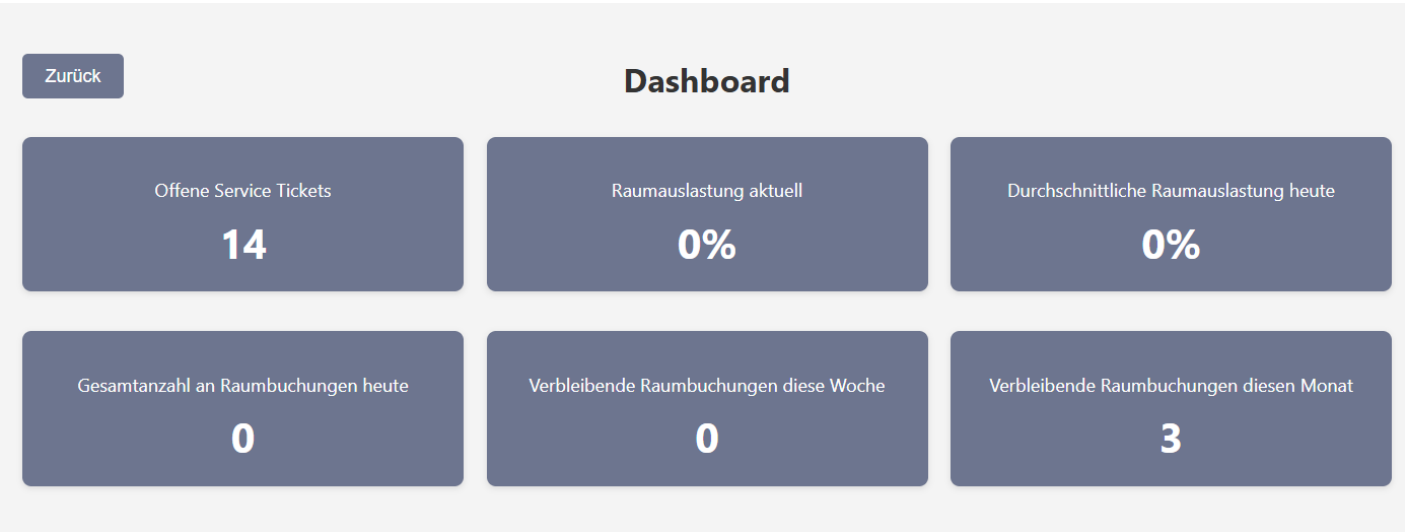 Zurück
Dashboard
Offene Service Tickets
14
Raumauslastung aktuell
0%
Durchschnittliche Raumauslastung heute
0%
Gesamtanzahl an Raumbuchungen heute
0
Verbleibende Raumbuchungen diese Woche
0
Verbleibende Raumbuchungen diesen Monat
3